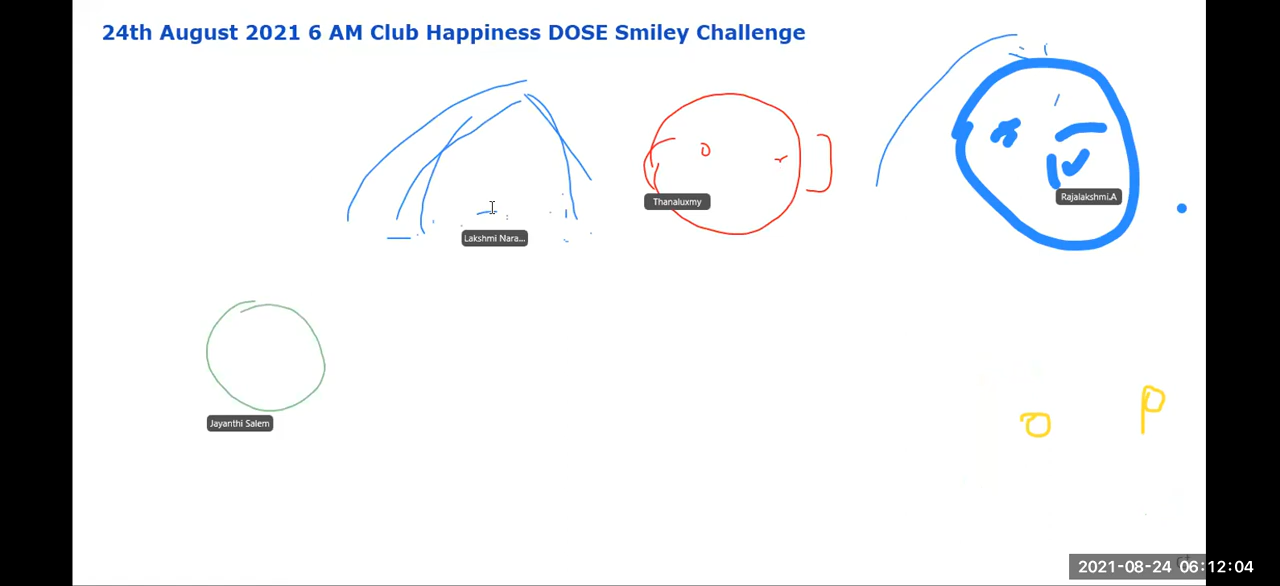 24th August 2021 6 AM Club Happiness DOSE Smiley Challenge
Thanaluxmy
Rajalakshmi.A
Lakshmi Nara...
Jayanthi Salem
2021-08-24 06:12:04